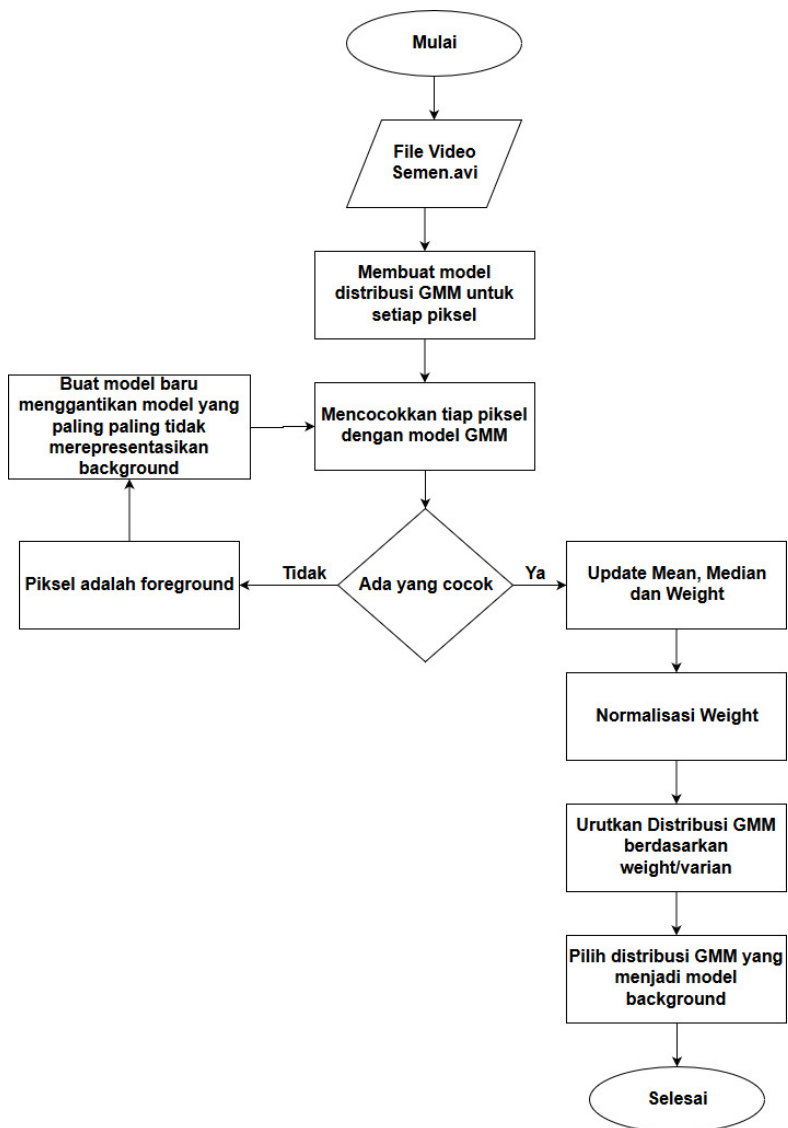 Mulai
File Video
Semen.avi
Membuat model
distribusi GMM untuk
setiap piksel
Buat model baru
menggantikan model yang
paling paling tidak
merepresentasikan
background
Mencocokkan tiap piksel
dengan model GMM
Piksel adalah foreground
Tidak
Ada yang cocok
Ya
Update Mean, Median
dan Weight
Normalisasi Weight
Urutkan Distribusi GMM
berdasarkan
weight/varian
Pilih distribusi GMM yang
menjadi model
background
Selesai